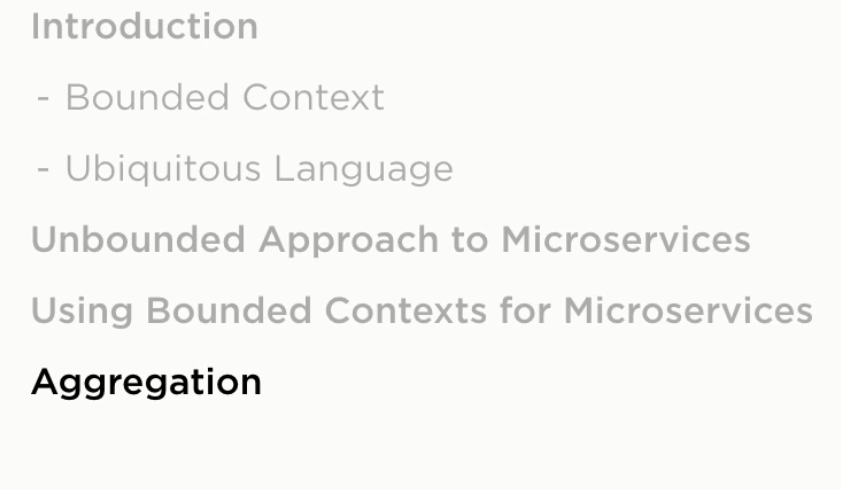 Introduction
- Bounded Context
- Ubiquitous Language
Unbounded Approach to Microservices
Using Bounded Contexts for Microservices
Aggregation